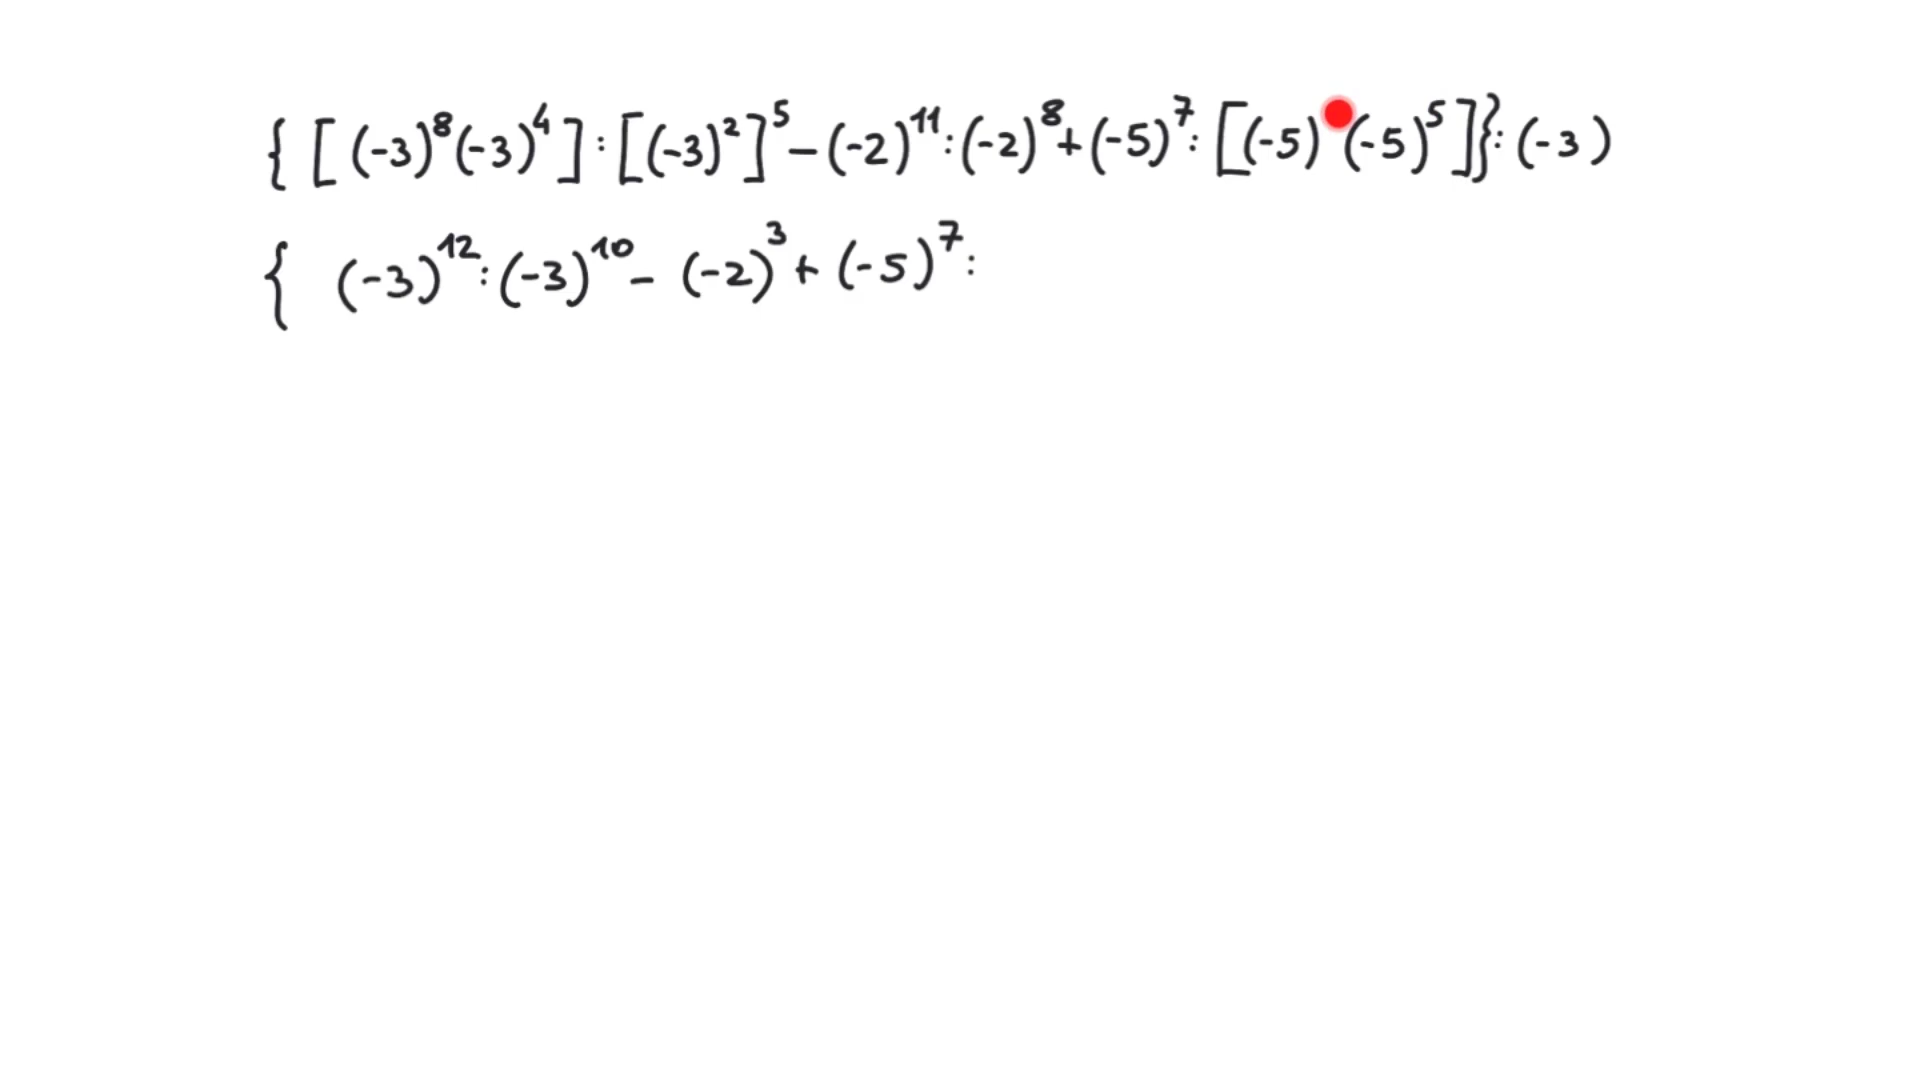 { [ (-3)⁸(-3)⁴ ] : [(-3)²]⁵ - (-2)¹¹ : (-2)⁸ + (-5)⁷ : [(-5) (-5)⁵]} : (-3)
{ (-3)¹² : (-3)¹⁰ - (-2)³ + (-5)⁷ :